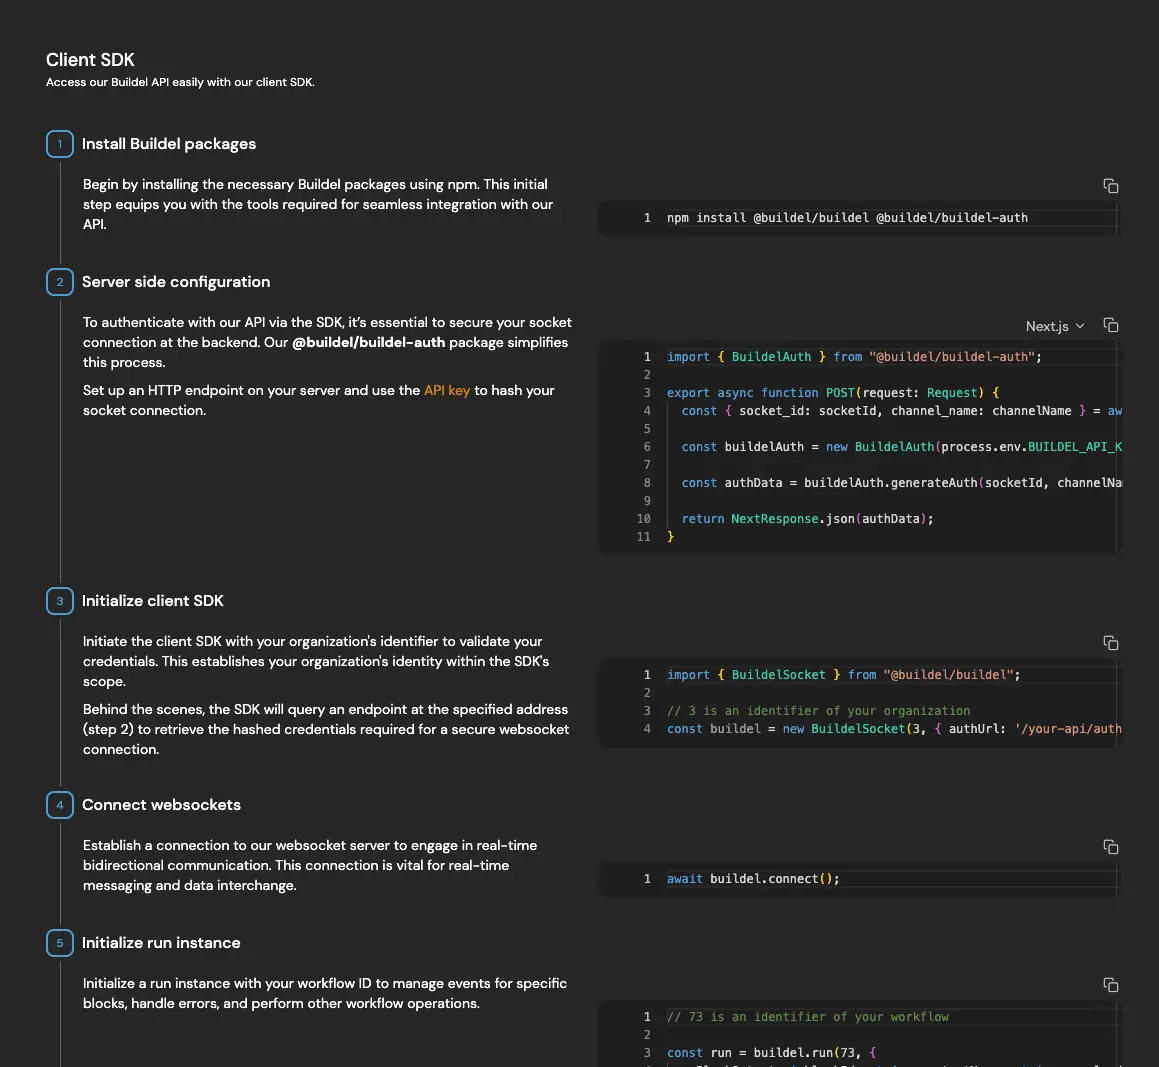 Client SDK
Access our Buildel API easily with our client SDK.
1 Install Buildel packages
Begin by installing the necessary Buildel packages using npm. This initial
step equips you with the tools required for seamless integration with our
API.
1 npm install @buildel/buildel @buildel/buildel-auth
2 Server side configuration
To authenticate with our API via the SDK, it’s essential to secure your socket
connection at the backend. Our @buildel/buildel-auth package simplifies
this process.
Set up an HTTP endpoint on your server and use the API key to hash your
socket connection.
Next.js
1 import { BuildelAuth } from "@buildel/buildel-auth";
2
3 export async function POST(request: Request) {
4 const { socket_id: socketId, channel_name: channelName } = aw
5
6 const buildelAuth = new BuildelAuth(process.env.BUILDEL_API_K
7
8 const authData = buildelAuth.generateAuth(socketId, channelNa
9
10 return NextResponse.json(authData);
11 }
3 Initialize client SDK
Initiate the client SDK with your organization's identifier to validate your
credentials. This establishes your organization's identity within the SDK's
scope.
Behind the scenes, the SDK will query an endpoint at the specified address
(step 2) to retrieve the hashed credentials required for a secure websocket
connection.
1 import { BuildelSocket } from "@buildel/buildel";
2
3 // 3 is an identifier of your organization
4 const buildel = new BuildelSocket(3, { authUrl: '/your-api/auth
4 Connect websockets
Establish a connection to our websocket server to engage in real-time
bidirectional communication. This connection is vital for real-time
messaging and data interchange.
1 await buildel.connect();
5 Initialize run instance
Initialize a run instance with your workflow ID to manage events for specific
blocks, handle errors, and perform other workflow operations.
1 // 73 is an identifier of your workflow
2
3 const run = buildel.run(73, {